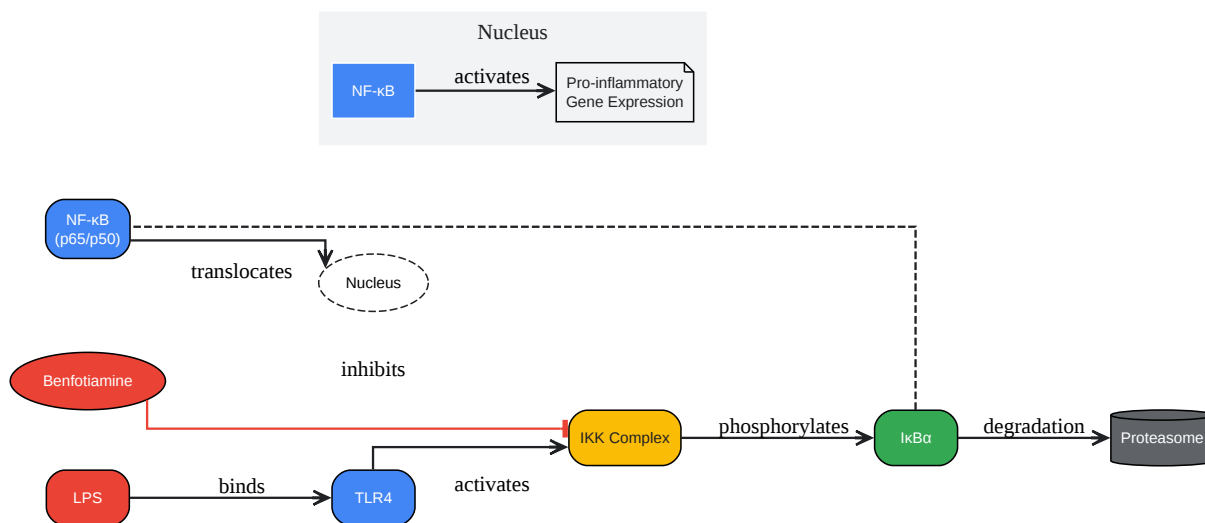 Nucleus
NF-κB
activates
Pro-inflammatory
Gene Expression
NF-κB
(p65/p50)
translocates
Nucleus
inhibits
Benfotiamine
IKK Complex
phosphorylates
IκBα
degradation
Proteasome
LPS
binds
TLR4
activates